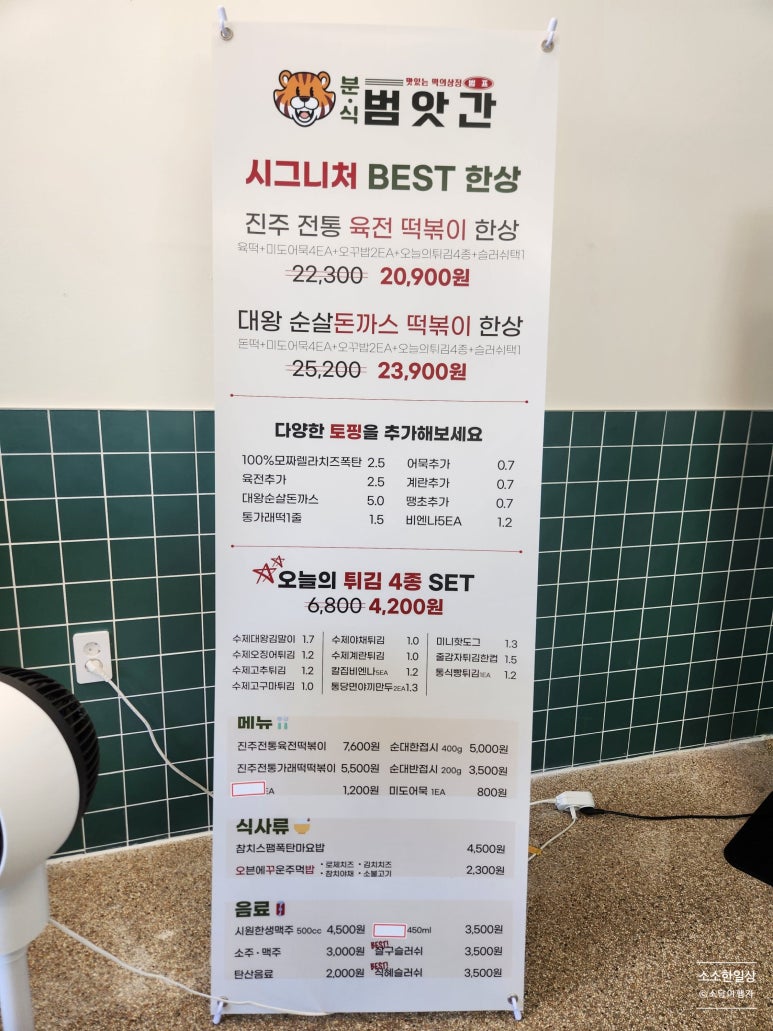 분·식 범앗간
맛있는 떡의상징 범표
시그니처 BEST 한상
진주 전통 육전 떡볶이 한상
육떡+미도어묵4EA+오꾸밥2EA+오늘의튀김4종+슬러쉬택1
22,300 20,900원
대왕 순살돈까스 떡볶이 한상
돈떡+미도어묵4EA+오꾸밥2EA+오늘의튀김4종+슬러쉬택1
25,200 23,900원
다양한 토핑을 추가해보세요
100%모짜렐라치즈폭탄 2.5 어묵추가 0.7
육전추가 2.5 계란추가 0.7
대왕순살돈까스 5.0 땡초추가 0.7
통가래떡1줄 1.5 비엔나5EA 1.2
오늘의 튀김 4종 SET
6,800 4,200원
수제대왕김말이 1.7 수제야채튀김 1.0 미니핫도그 1.3
수제오징어튀김 1.2 수제계란튀김 1.0 줄감자튀김한컵 1.5
수제고추튀김 1.2 칼집비엔나5EA 1.2 통식빵튀김1EA 1.2
수제고구마튀김 1.0 통당면야끼만두2EA 1.3
메뉴
진주전통육전떡볶이 7,600원 순대한접시 400g 5,000원
진주전통가래떡떡볶이 5,500원 순대반접시 200g 3,500원
EA 1,200원 미도어묵 1EA 800원
식사류
참치스팸폭탄마요밥 4,500원
오븐에꾸운주먹밥 •로제치즈 •김치치즈 •참치야채 •소불고기 2,300원
음료
시원한생맥주 500cc 4,500원 450ml 3,500원
소주·맥주 3,000원 BEST! 살구슬러쉬 3,500원
탄산음료 2,000원 BEST! 식혜슬러쉬 3,500원
소소한일상